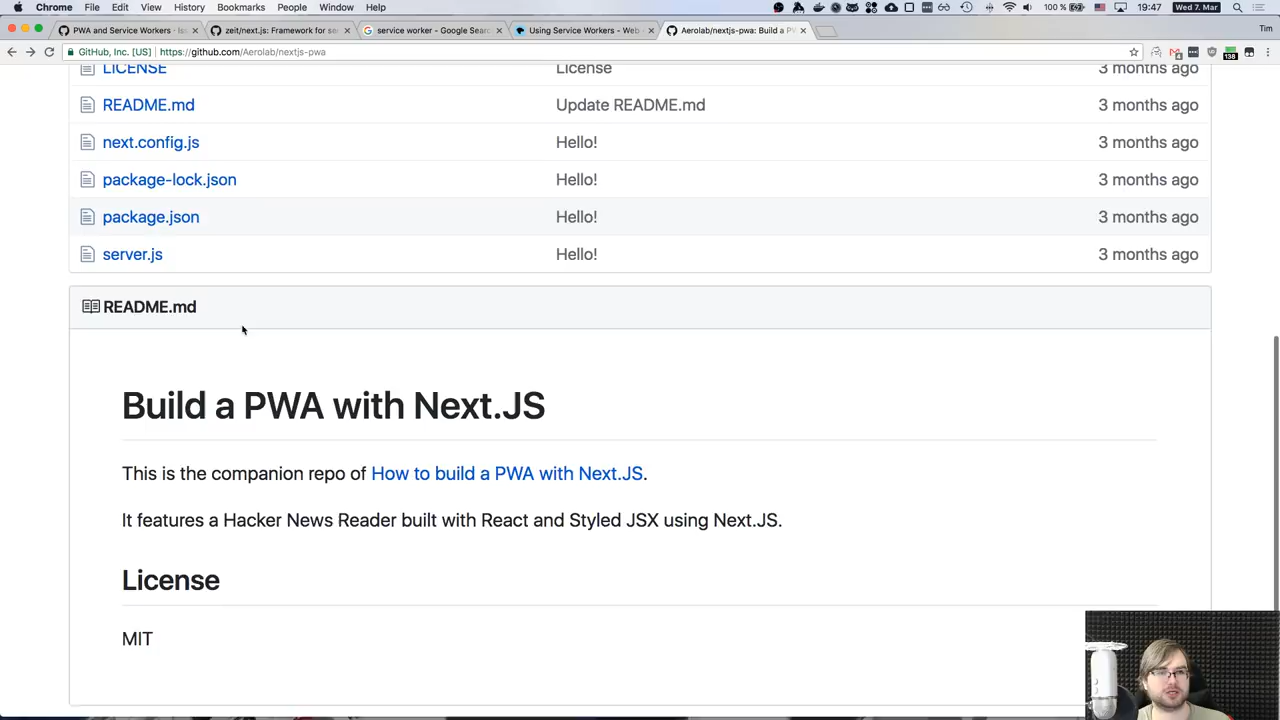 Chrome File Edit View History Bookmarks People Window Help 100 % 19:47 Wed 7. Mar
PWA and Service Workers · Iss × zeit/next.js: Framework for se × service worker - Google Searc × Using Service Workers - Web × Aerolab/nextjs-pwa: Build a PW × Tim
GitHub, Inc. [US] https://github.com/Aerolab/nextjs-pwa 138
LICENSE License 3 months ago
README.md Update README.md 3 months ago
next.config.js Hello! 3 months ago
package-lock.json Hello! 3 months ago
package.json Hello! 3 months ago
server.js Hello! 3 months ago
README.md
Build a PWA with Next.JS
This is the companion repo of How to build a PWA with Next.JS.
It features a Hacker News Reader built with React and Styled JSX using Next.JS.
License
MIT